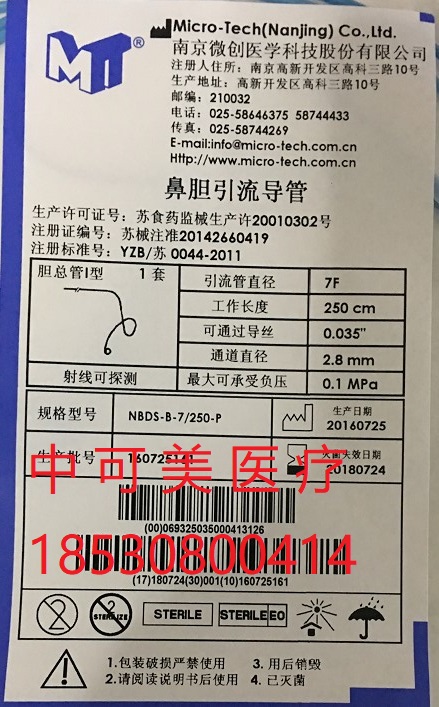 MT®
Micro-Tech(Nanjing) Co.,Ltd.
南京微创医学科技股份有限公司
注册人住所：南京高新开发区高科三路10号
生产地址：高新开发区高科三路10号
邮编：210032
电话：025-58646375 58744433
传真：025-58744269
E-mail:info@micro-tech.com.cn
Http://www.micro-tech.com.cn
鼻胆引流导管
生产许可证号：苏食药监械生产许20010302号
注册证编号：苏械注准20142660419
注册标准号：YZB/苏 0044-2011
胆总管I型 1 套
引流管直径 7F
工作长度 250 cm
可通过导丝 0.035"
通道直径 2.8 mm
射线可探测 最大可承受负压 0.1 MPa
规格型号 NBDS-B-7/250-P 生产日期 20160725
生产批号 160725161 灭菌失效日期 20180724
中可美医疗
(00)069325035000413126
18530800414
(17)180724(30)001(10)160725161
2 2 STERILIZE STERILE STERILE EO
1.包装破损严禁使用 3. 用后销毁
2.请阅读说明书后使用 4. 已灭菌